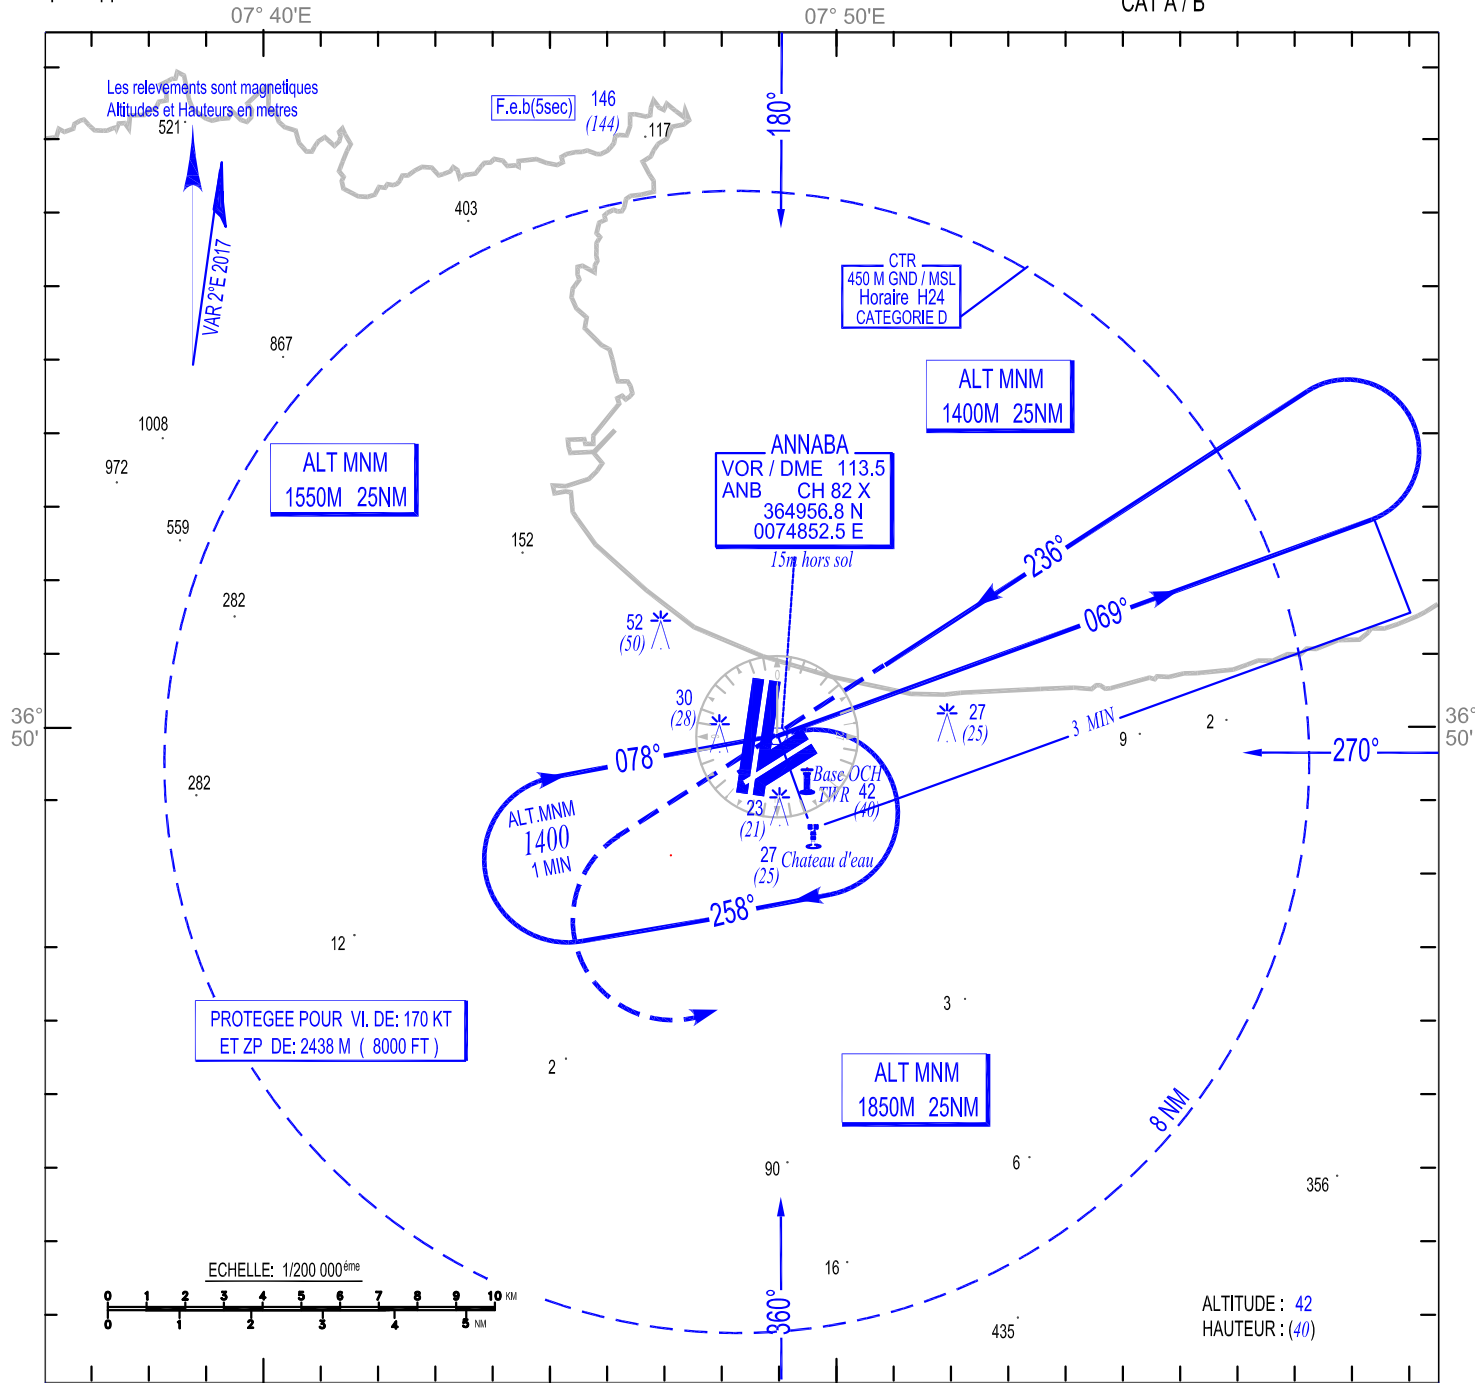 CAT A / B
07° 40'E
07° 50'E
Les relevements sont magnetiques
Altitudes et Hauteurs en metres
521
F.e.b(5sec)
146
(144)
117
180°
403
VAR 2°E 2017
CTR
450 M GND / MSL
Horaire H24
CATEGORIE D
867
ALT MNM
1400M 25NM
1008
972
ALT MNM
1550M 25NM
ANNABA
VOR / DME 113.5
ANB CH 82 X
364956.8 N
0074852.5 E
15m hors sol
559
152
236°
282
069°
52
(50)
0
30
(28)
27
(25)
3 MIN
2
9
36°
50'
36°
50'
270°
078°
282
Base OCH
TWR 42
(40)
23
(21)
ALT.MNM
1400
1 MIN
27
(25)
Chateau d'eau
258°
12
3
PROTEGEE POUR VI. DE: 170 KT
ET ZP DE: 2438 M ( 8000 FT )
2
ALT MNM
1850M 25NM
8 NM
90
6
356
16
ECHELLE: 1/200 000éme
0 1 2 3 4 5 6 7 8 9 10 KM
0 1 2 3 4 5 NM
360°
435
ALTITUDE : 42
HAUTEUR : (40)